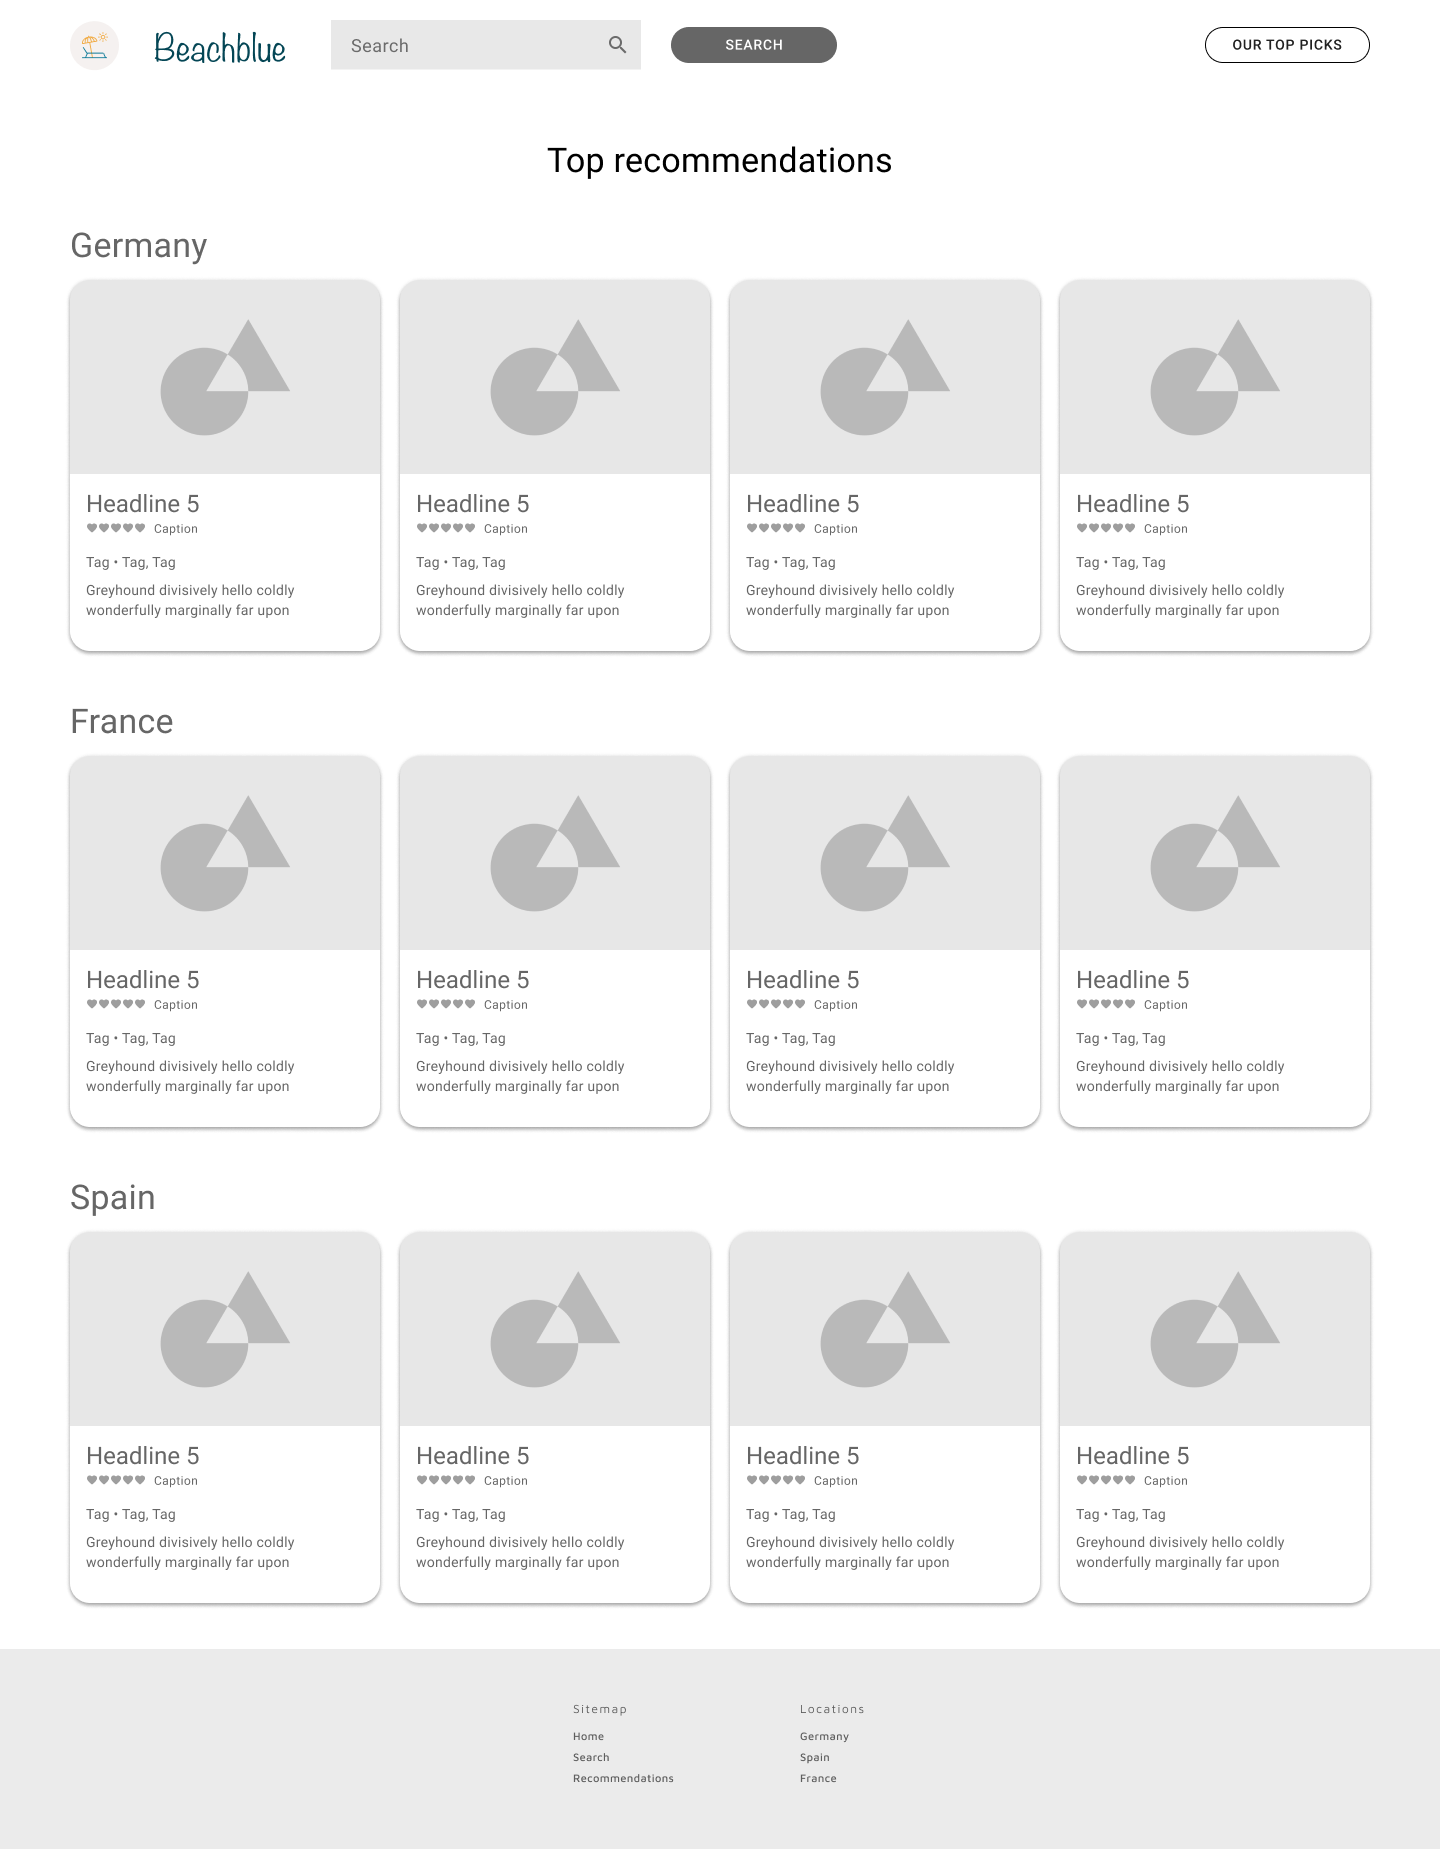 Beachblue
Search
SEARCH
OUR TOP PICKS
Top recommendations
Germany
Headline 5
Caption
Tag • Tag, Tag
Greyhound divisively hello coldly
wonderfully marginally far upon
Headline 5
Caption
Tag • Tag, Tag
Greyhound divisively hello coldly
wonderfully marginally far upon
Headline 5
Caption
Tag • Tag, Tag
Greyhound divisively hello coldly
wonderfully marginally far upon
Headline 5
Caption
Tag • Tag, Tag
Greyhound divisively hello coldly
wonderfully marginally far upon
France
Headline 5
Caption
Tag • Tag, Tag
Greyhound divisively hello coldly
wonderfully marginally far upon
Headline 5
Caption
Tag • Tag, Tag
Greyhound divisively hello coldly
wonderfully marginally far upon
Headline 5
Caption
Tag • Tag, Tag
Greyhound divisively hello coldly
wonderfully marginally far upon
Headline 5
Caption
Tag • Tag, Tag
Greyhound divisively hello coldly
wonderfully marginally far upon
Spain
Headline 5
Caption
Tag • Tag, Tag
Greyhound divisively hello coldly
wonderfully marginally far upon
Headline 5
Caption
Tag • Tag, Tag
Greyhound divisively hello coldly
wonderfully marginally far upon
Headline 5
Caption
Tag • Tag, Tag
Greyhound divisively hello coldly
wonderfully marginally far upon
Headline 5
Caption
Tag • Tag, Tag
Greyhound divisively hello coldly
wonderfully marginally far upon
Sitemap
Home
Search
Recommendations
Locations
Germany
Spain
France